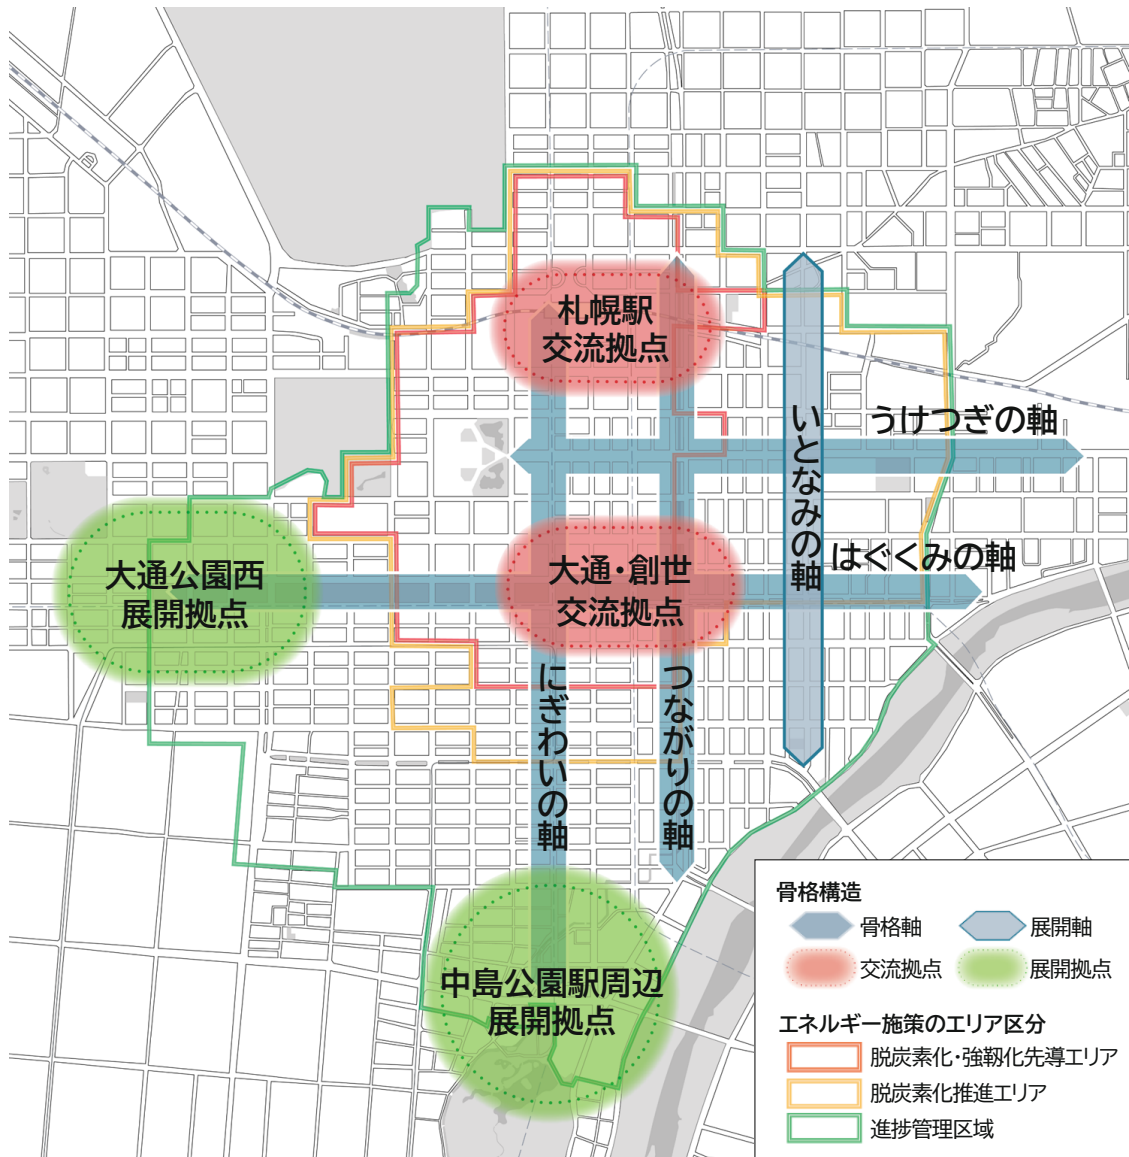 札幌駅
交流拠点
うけつぎの軸
いとなみの軸
はぐくみの軸
大通公園西
展開拠点
大通・創世
交流拠点
にぎわいの軸
つながりの軸
中島公園駅周辺
展開拠点
骨格構造
骨格軸
展開軸
交流拠点
展開拠点
エネルギー施策のエリア区分
脱炭素化・強靱化先導エリア
脱炭素化推進エリア
進捗管理区域